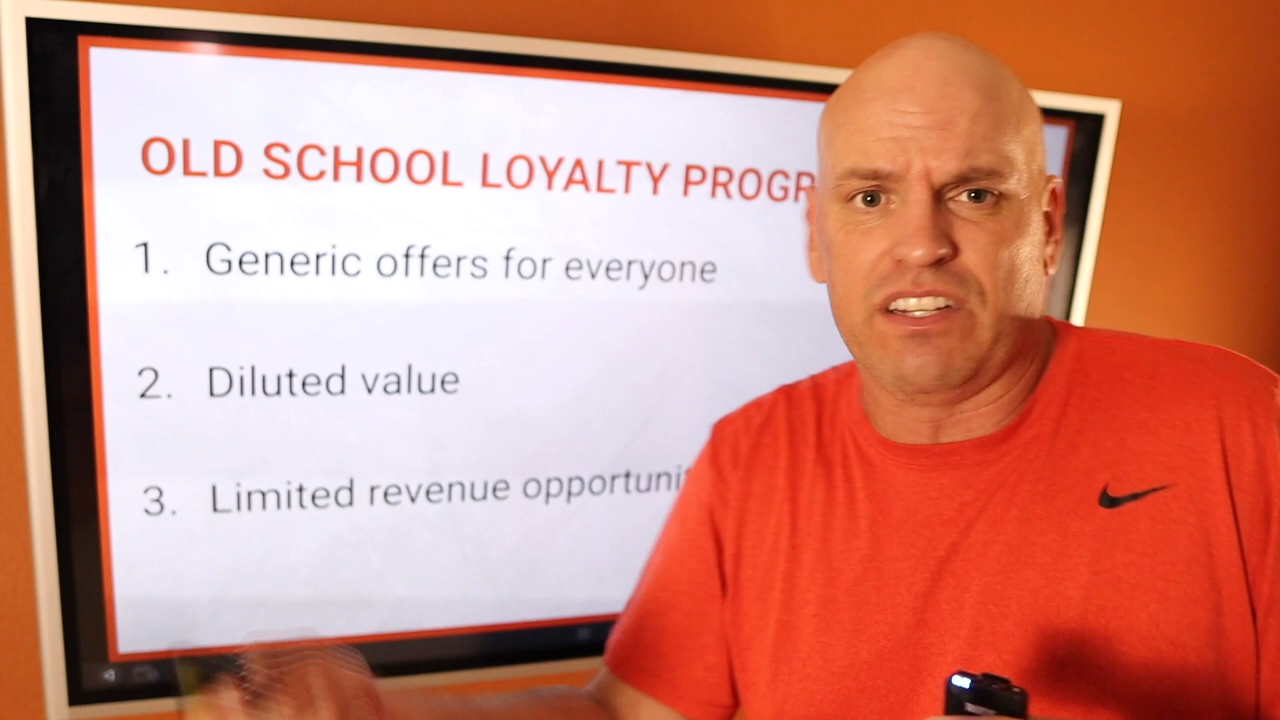 OLD SCHOOL LOYALTY PROGR
1. Generic offers for everyone
2. Diluted value
3. Limited revenue opportuni